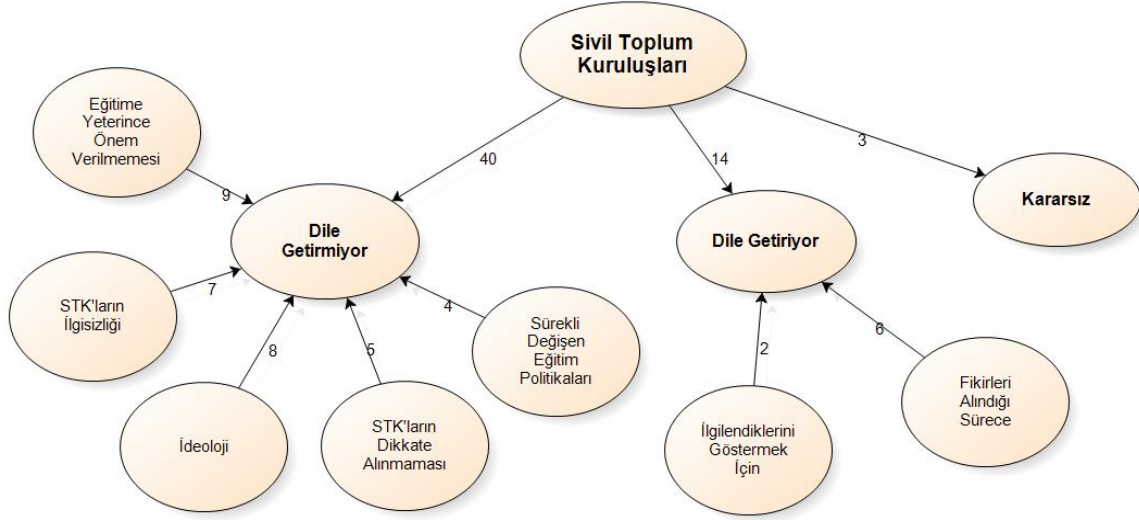 Sivil Toplum
Kuruluşları
Eğitime
Yeterince
Önem
Verilmemesi
40
14
3
9
Dile
Getirmiyor
Dile Getiriyor
Kararsız
STK'ların
İlgisizliği
7
8
5
4
Sürekli
Değişen
Eğitim
Politikaları
2
6
İdeoloji
STK'ların
Dikkate
Alınmaması
İlgilendiklerini
Göstermek
İçin
Fikirleri
Alındığı
Sürece